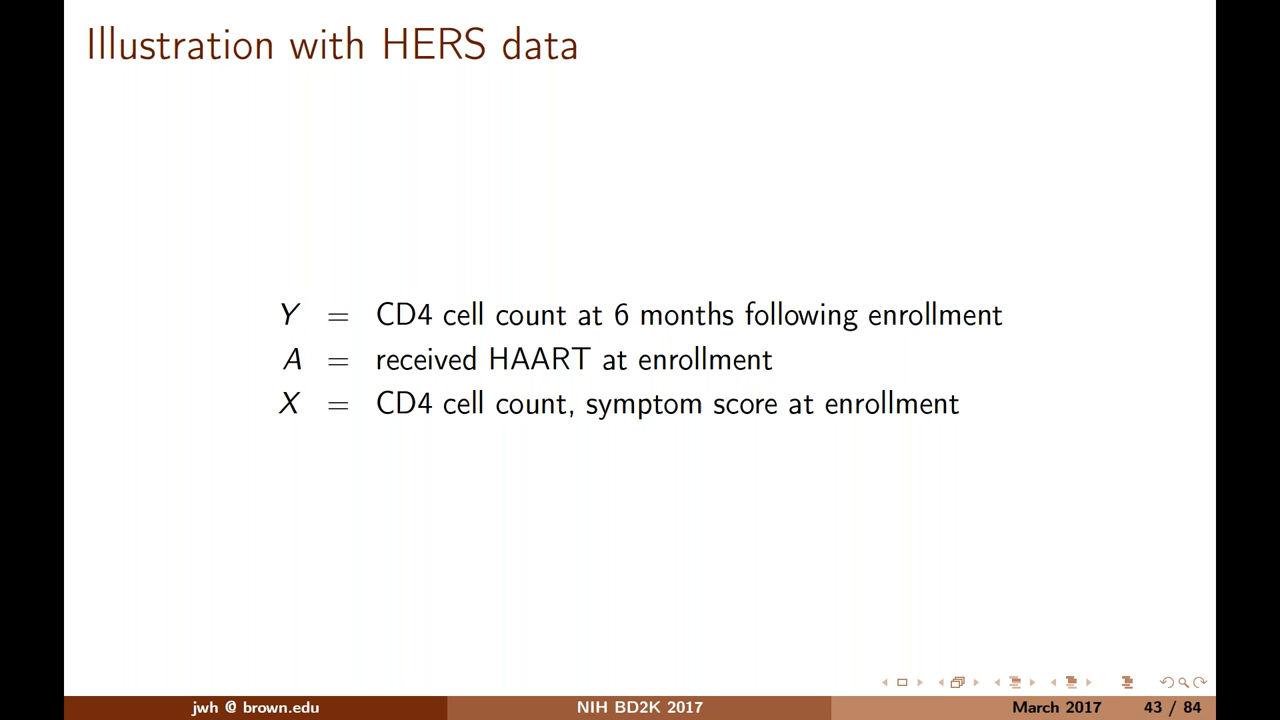 Illustration with HERS data
Y = CD4 cell count at 6 months following enrollment
A = received HAART at enrollment
X = CD4 cell count, symptom score at enrollment
jwh @ brown.edu NIH BD2K 2017 March 2017 43 / 84